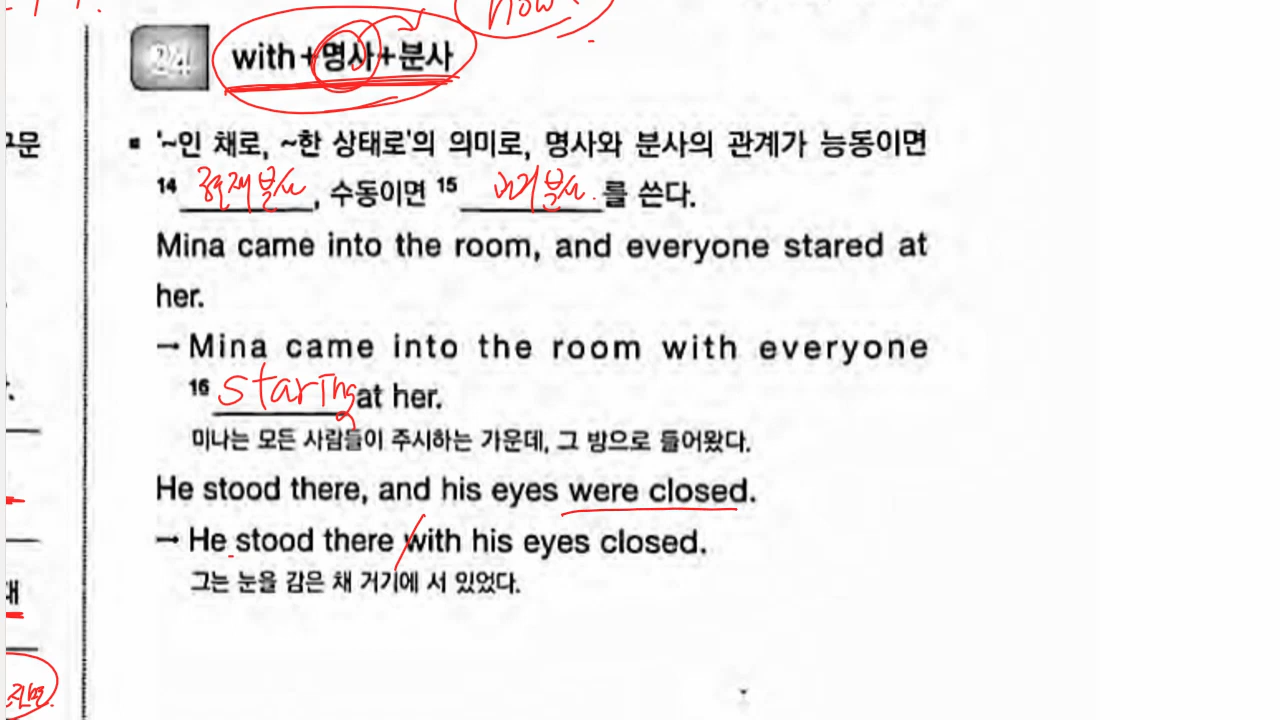 how
24 with+명사+분사
구문
▪ '~인 채로, ~한 상태로'의 의미로, 명사와 분사의 관계가 능동이면
14 현재분사, 수동이면 15 과거분사를 쓴다.
Mina came into the room, and everyone stared at
her.
→ Mina came into the room with everyone
16 staring at her.
미나는 모든 사람들이 주시하는 가운데, 그 방으로 들어왔다.
He stood there, and his eyes were closed.
→ He stood there with his eyes closed.
그는 눈을 감은 채 거기에 서 있었다.